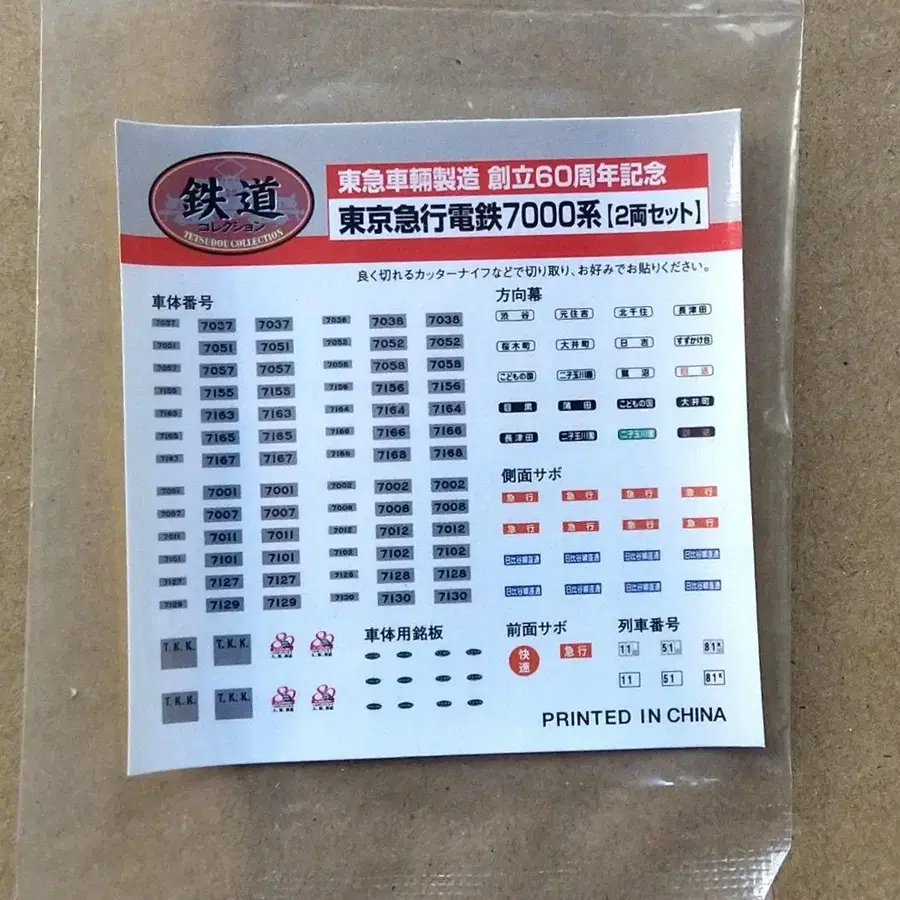 鉄道
コレクション
TETSUDOU COLLECTION
東急車輛製造 創立60周年記念
東京急行電鉄7000系【2両セット】
良く切れるカッターナイフなどで切り取り、お好みでお貼りください。
車体番号
7037 7037 7037 7038 7038 7038
7051 7051 7051 7052 7052 7052
7057 7057 7057 7058 7058 7058
7155 7155 7155 7156 7156 7156
7163 7163 7163 7164 7164 7164
7165 7165 7165 7166 7166 7166
7167 7167 7167 7168 7168 7168
7001 7001 7001 7002 7002 7002
7007 7007 7007 7008 7008 7008
7011 7011 7011 7012 7012 7012
7101 7101 7101 7102 7102 7102
7127 7127 7127 7128 7128 7128
7129 7129 7129 7130 7130 7130
T.K.K. T.K.K.
T.K.K. T.K.K.
車体用銘板
方向幕
渋谷 元住吉 北千住 長津田
桜木町 大井町 日吉 すずかけ台
こどもの国 二子玉川園 鷺沼 回送
目黒 蒲田 こどもの国 大井町
長津田 二子玉川園 二子玉川園
側面サボ
急行 急行 急行 急行
急行 急行 急行 急行
日比谷線直通 日比谷線直通 日比谷線直通 日比谷線直通
日比谷線直通 日比谷線直通 日比谷線直通 日比谷線直通
前面サボ
快速 急行
列車番号
11 51 81K
11 51 81K
PRINTED IN CHINA